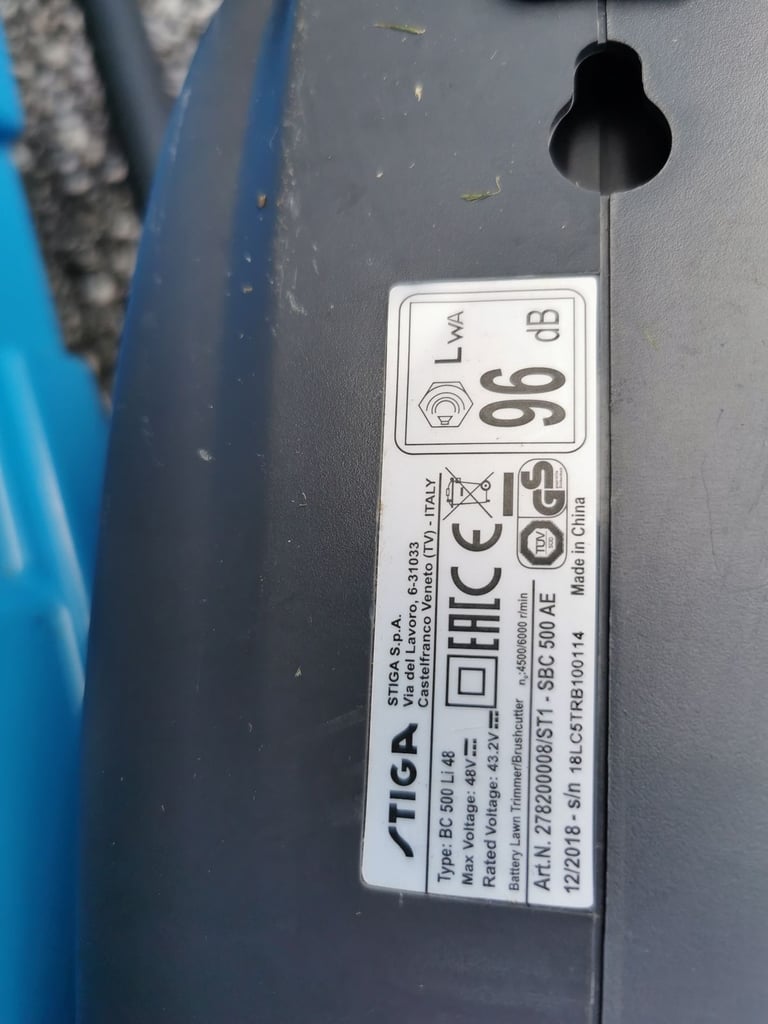 STIGA
STIGA S.p.A.
Via del Lavoro, 6-31033
Castelfranco Veneto (TV) - ITALY
Type: BC 500 Li 48
Max Voltage: 48V
Rated Voltage: 43.2V
EAC CE
Battery Lawn Trimmer/Brushcutter n₀:4500/6000 r/min
Art.N. 278200008/ST1 - SBC 500 AE
12/2018 - s/n 18LC5TRB100114 Made in China
TÜV
GS
LWA
96
dB